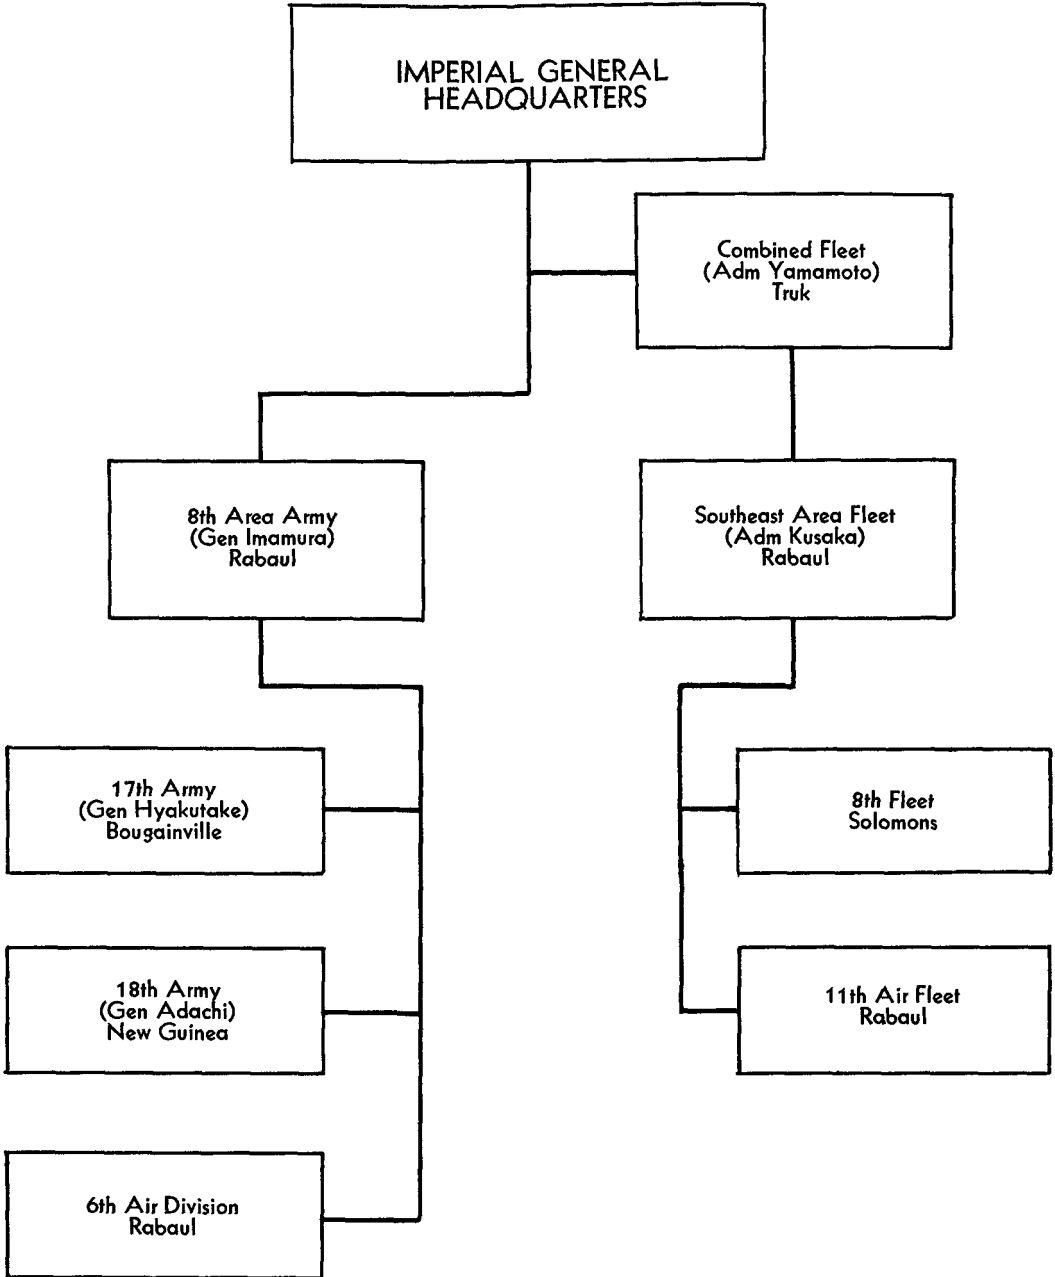 IMPERIAL GENERAL
HEADQUARTERS
Combined Fleet
(Adm Yamamoto)
Truk
8th Area Army
(Gen Imamura)
Rabaul
Southeast Area Fleet
(Adm Kusaka)
Rabaul
17th Army
(Gen Hyakutake)
Bougainville
8th Fleet
Solomons
18th Army
(Gen Adachi)
New Guinea
11th Air Fleet
Rabaul
6th Air Division
Rabaul